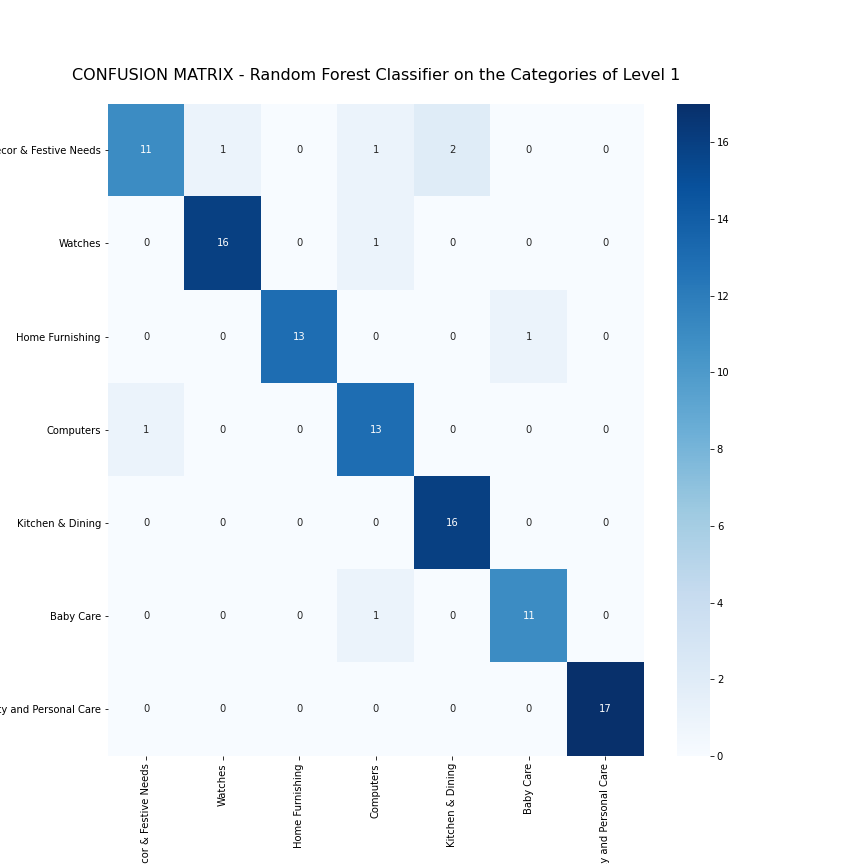 CONFUSION MATRIX - Random Forest Classifier on the Categories of Level 1
& Festive Needs 11 1 0 1 2 0 0
Watches 0 16 0 1 0 0 0
Home Furnishing 0 0 13 0 0 1 0
Computers 1 0 0 13 0 0 0
Kitchen & Dining 0 0 0 0 16 0 0
Baby Care 0 0 0 1 0 11 0
and Personal Care 0 0 0 0 0 0 17
& Festive Needs
Watches
Home Furnishing
Computers
Kitchen & Dining
Baby Care
and Personal Care
16
14
12
10
8
6
4
2
0